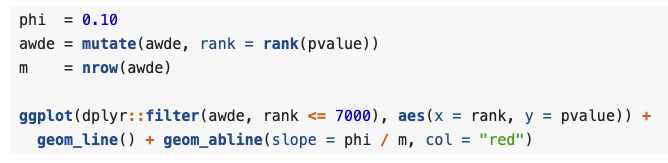 phi  = 0.10
awde = mutate(awde, rank = rank(pvalue))
m    = nrow(awde)

ggplot(dplyr::filter(awde, rank <= 7000), aes(x = rank, y = pvalue)) +
  geom_line() + geom_abline(slope = phi / m, col = "red")